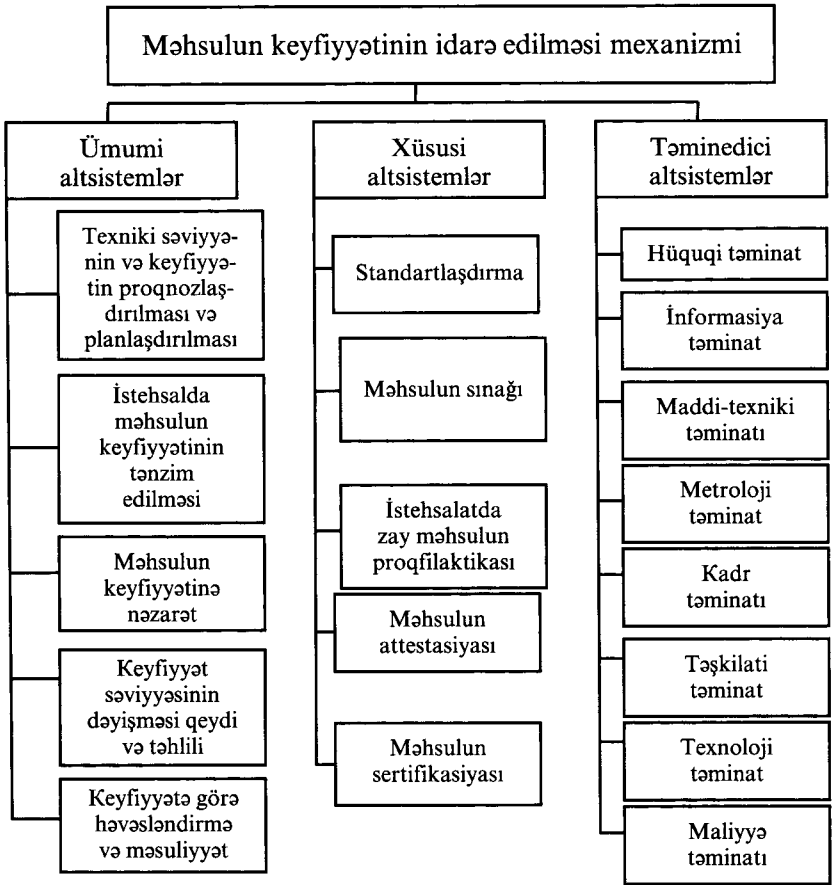 Məhsulun keyfiyyətinin idarə edilməsi mexanizmi
Ümumi
altsistemlər
Texniki səviyyə-
nin və keyfiyyə-
tin proqnozlaş-
dırılması və
planlaşdırılması
İstehsalda
məhsulun
keyfiyyətinin
tənzim
edilməsi
Məhsulun
keyfiyyətinə
nəzarət
Keyfiyyət
səviyyəsinin
dəyişməsi qeydi
və təhlili
Keyfiyyətə görə
həvəsləndirmə
və məsuliyyət
Xüsusi
altsistemlər
Standartlaşdırma
Məhsulun sınağı
İstehsalatda
zay məhsulun
proqfilaktikası
Məhsulun
attestasiyası
Məhsulun
sertifikasiyası
Təminedici
altsistemlər
Hüquqi təminat
İnformasiya
təminat
Maddi-texniki
təminatı
Metroloji
təminat
Kadr
təminatı
Təşkilati
təminat
Texnoloji
təminat
Maliyyə
təminatı